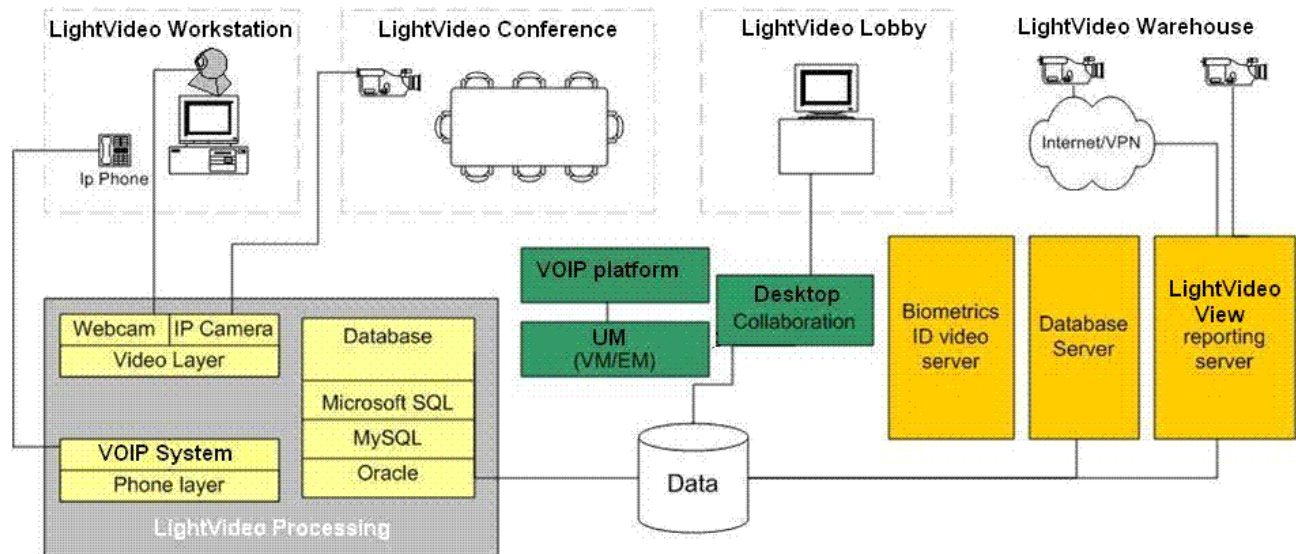 LightVideo Workstation
LightVideo Conference
LightVideo Lobby
LightVideo Warehouse
Ip Phone
Internet/VPN
Webcam
IP Camera
Video Layer
VOIP System
Phone layer
Database
Microsoft SQL
MySQL
Oracle
LightVideo Processing
VOIP platform
UM
(VM/EM)
Desktop
Collaboration
Data
Biometrics
ID video
server
Database
Server
LightVideo
View
reporting
server